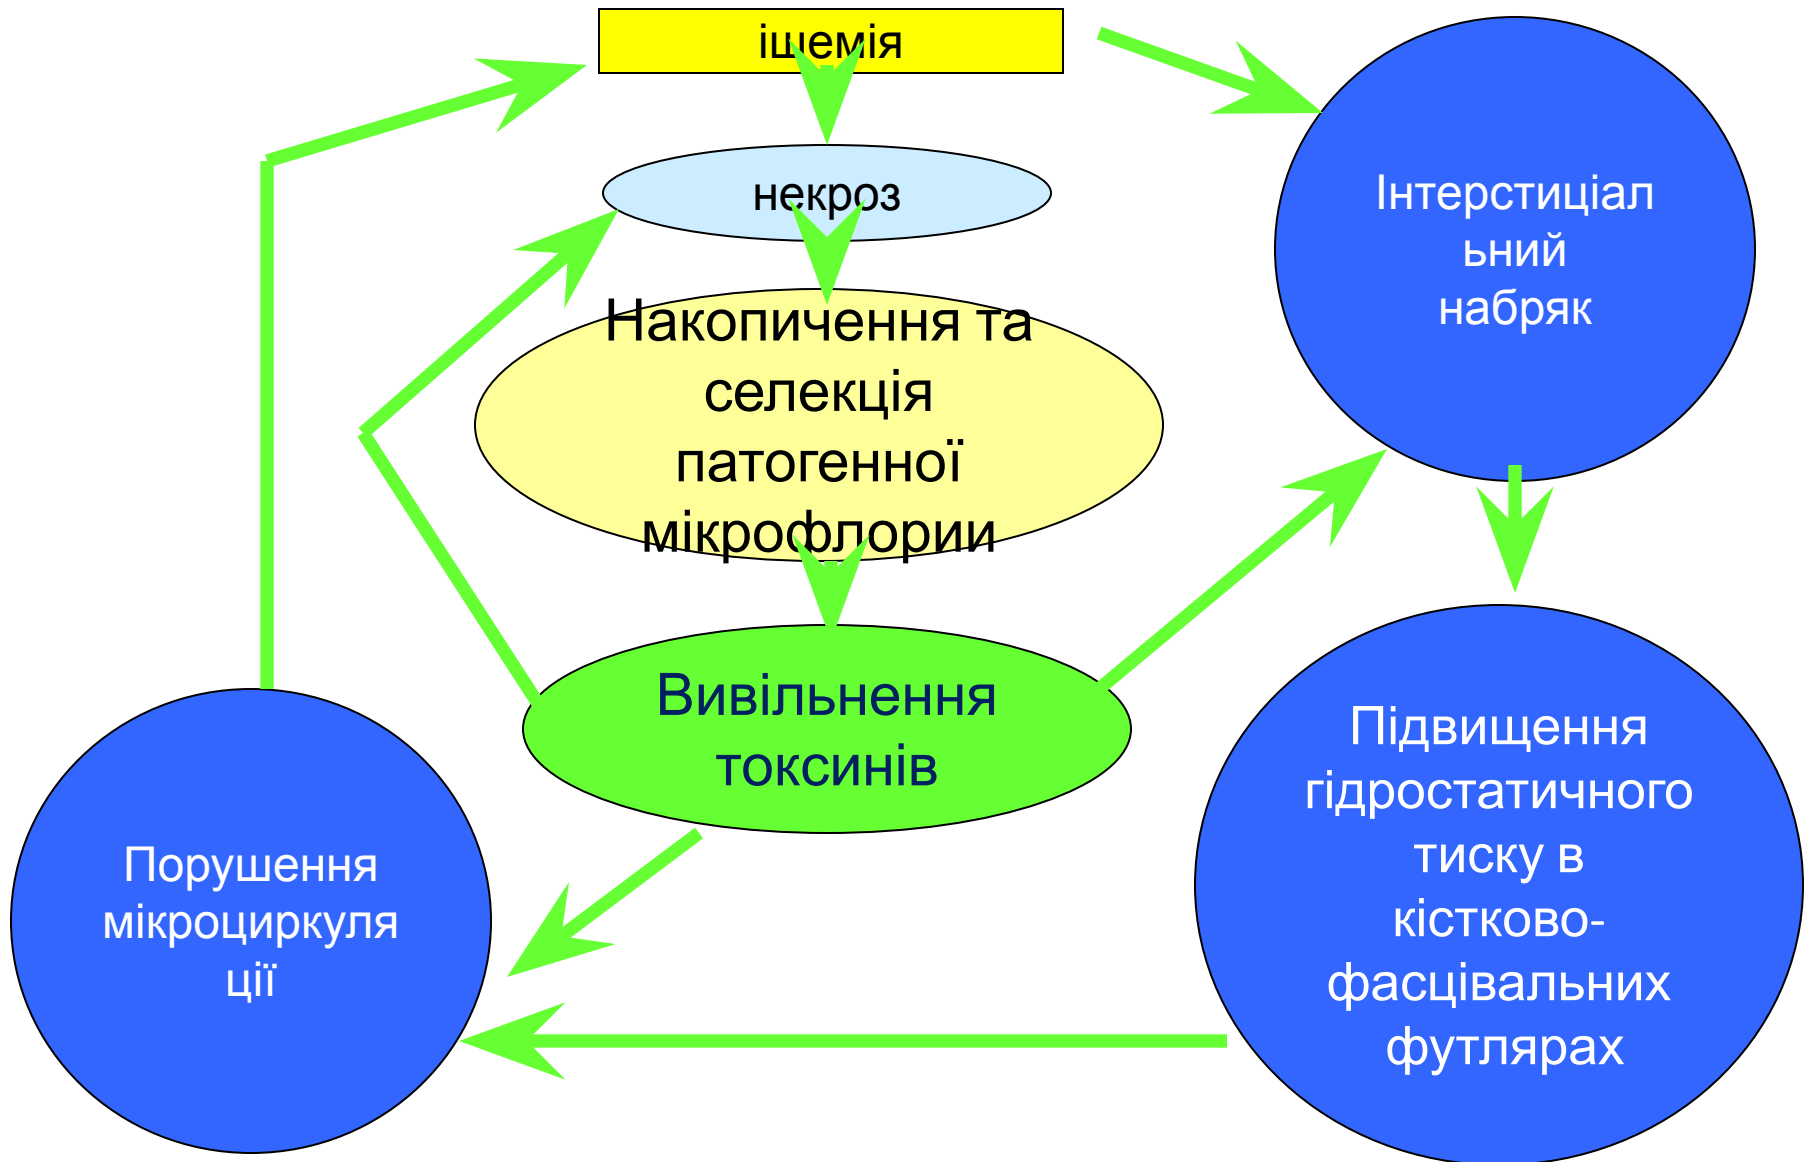 ішемія
некроз
Накопичення та
селекція
патогенної
мікрофлории
Вивільнення
токсинів
Інтерстиціал
ьний
набряк
Підвищення
гідростатичного
тиску в
кістково-
фасцівальних
футлярах
Порушення
мікроциркуля
ції